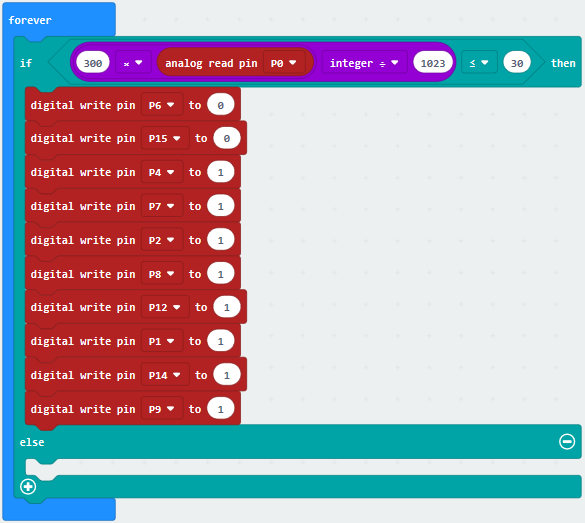 forever
if 300 × analog read pin P0 integer ÷ 1023 ≤ 30 then
digital write pin P6 to 0
digital write pin P15 to 0
digital write pin P4 to 1
digital write pin P7 to 1
digital write pin P2 to 1
digital write pin P8 to 1
digital write pin P12 to 1
digital write pin P1 to 1
digital write pin P14 to 1
digital write pin P9 to 1
else